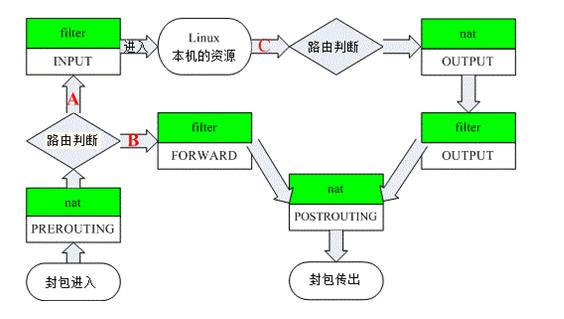 filter
INPUT
进入
Linux
本机的资源
C
路由判断
nat
OUTPUT
A
路由判断
B
filter
FORWARD
filter
OUTPUT
nat
PREROUTING
nat
POSTROUTING
封包进入
封包传出